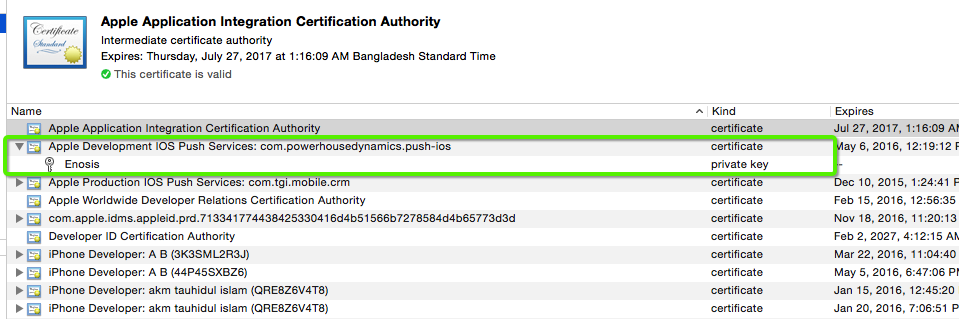 Apple Application Integration Certification Authority
Certificate
Standard
Intermediate certificate authority
Expires: Thursday, July 27, 2017 at 1:16:09 AM Bangladesh Standard Time
This certificate is valid
Name Kind Expires
Apple Application Integration Certification Authority certificate Jul 27, 2017, 1:16:09 AM
Apple Development IOS Push Services: com.powerhousedynamics.push-ios certificate May 6, 2016, 12:19:12 P
Enosis private key --
Apple Production IOS Push Services: com.tgi.mobile.crm certificate Dec 10, 2015, 1:24:41 P
Apple Worldwide Developer Relations Certification Authority certificate Feb 15, 2016, 12:56:35
com.apple.idms.appleid.prd.713341774438425330416d4b51566b7278584d4b65773d3d certificate Nov 18, 2016, 11:20:13
Developer ID Certification Authority certificate Feb 2, 2027, 4:12:15 AM
iPhone Developer: A B (3K3SML2R3J) certificate Mar 22, 2016, 11:04:40
iPhone Developer: A B (44P45SXBZ6) certificate May 5, 2016, 6:47:06 PM
iPhone Developer: akm tauhidul islam (QRE8Z6V4T8) certificate Jan 15, 2016, 12:45:20
iPhone Developer: akm tauhidul islam (QRE8Z6V4T8) certificate Jan 20, 2016, 7:06:51 P